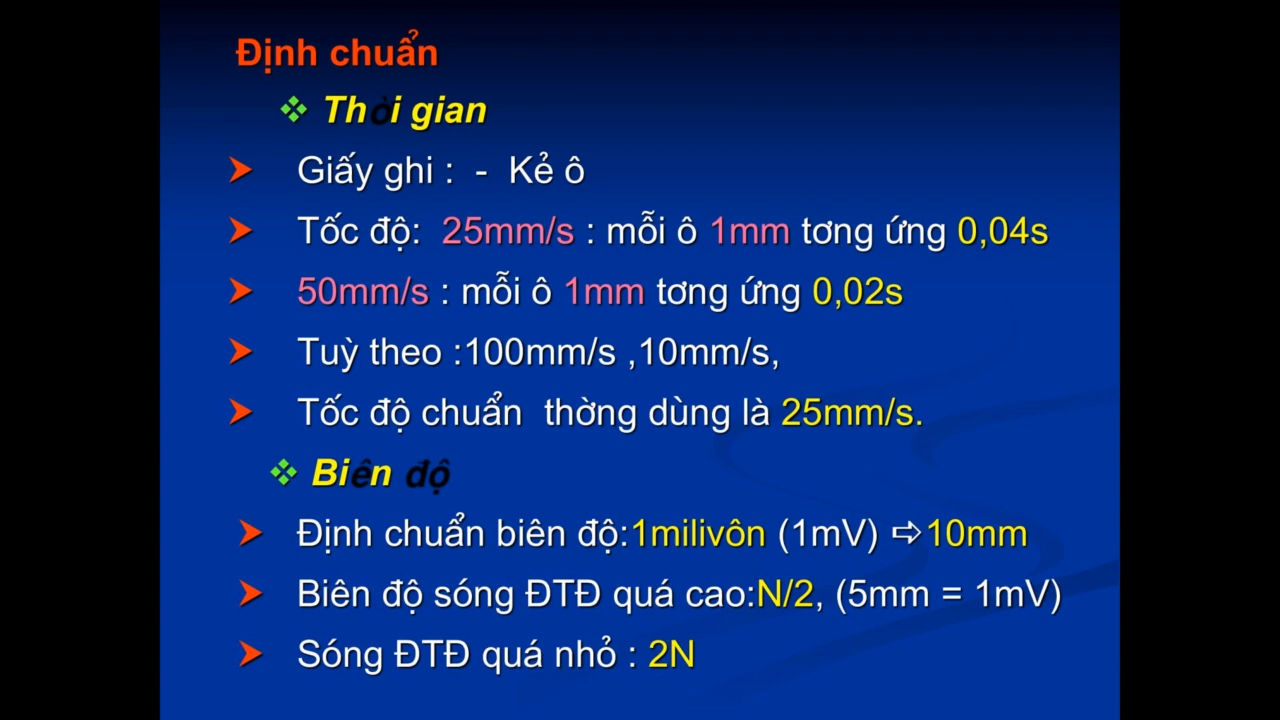 Định chuẩn
Thời gian
Giấy ghi : - Kẻ ô
Tốc độ: 25mm/s : mỗi ô 1mm tơng ứng 0,04s
50mm/s : mỗi ô 1mm tơng ứng 0,02s
Tuỳ theo :100mm/s ,10mm/s,
Tốc độ chuẩn thờng dùng là 25mm/s.
Biên độ
Định chuẩn biên độ:1milivôn (1mV) ⇨10mm
Biên độ sóng ĐTĐ quá cao:N/2, (5mm = 1mV)
Sóng ĐTĐ quá nhỏ : 2N